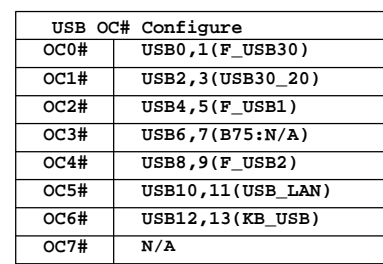 USB OC# Configure
OC0# USB0,1(F_USB30)
OC1# USB2,3(USB30_20)
OC2# USB4,5(F_USB1)
OC3# USB6,7(B75:N/A)
OC4# USB8,9(F_USB2)
OC5# USB10,11(USB_LAN)
OC6# USB12,13(KB_USB)
OC7# N/A